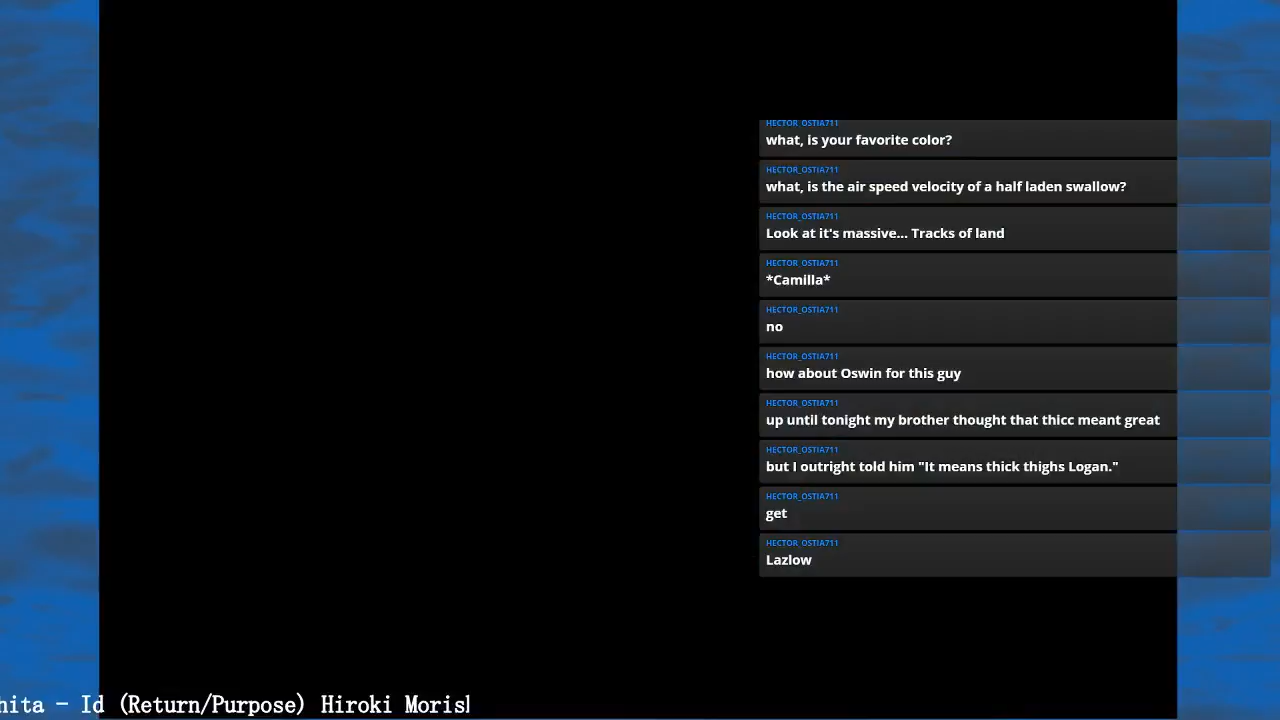 HECTOR_OSTIA711
what, is your favorite color?
HECTOR_OSTIA711
what, is the air speed velocity of a half laden swallow?
HECTOR_OSTIA711
Look at it's massive... Tracks of land
HECTOR_OSTIA711
*Camilla*
HECTOR_OSTIA711
no
HECTOR_OSTIA711
how about Oswin for this guy
HECTOR_OSTIA711
up until tonight my brother thought that thicc meant great
HECTOR_OSTIA711
but I outright told him "It means thick thighs Logan."
HECTOR_OSTIA711
get
HECTOR_OSTIA711
Lazlow
hita - Id (Return/Purpose) Hiroki Moris